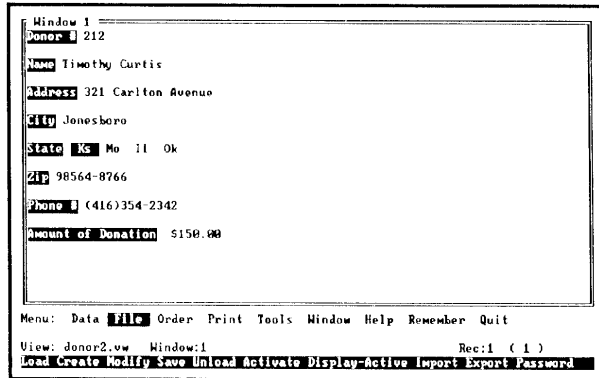 Window 1
Donor # 212
Name Timothy Curtis
Address 321 Carlton Avenue
City Jonesboro
State Ks Mo Il Ok
Zip 98564-8766
Phone # (416)354-2342
Amount of Donation $150.00
Menu: Data File Order Print Tools Window Help Remember Quit
View: donor2.vw Window:1 Rec:1 ( 1 )
Load Create Modify Save Unload Activate Display-Active Import Export Password